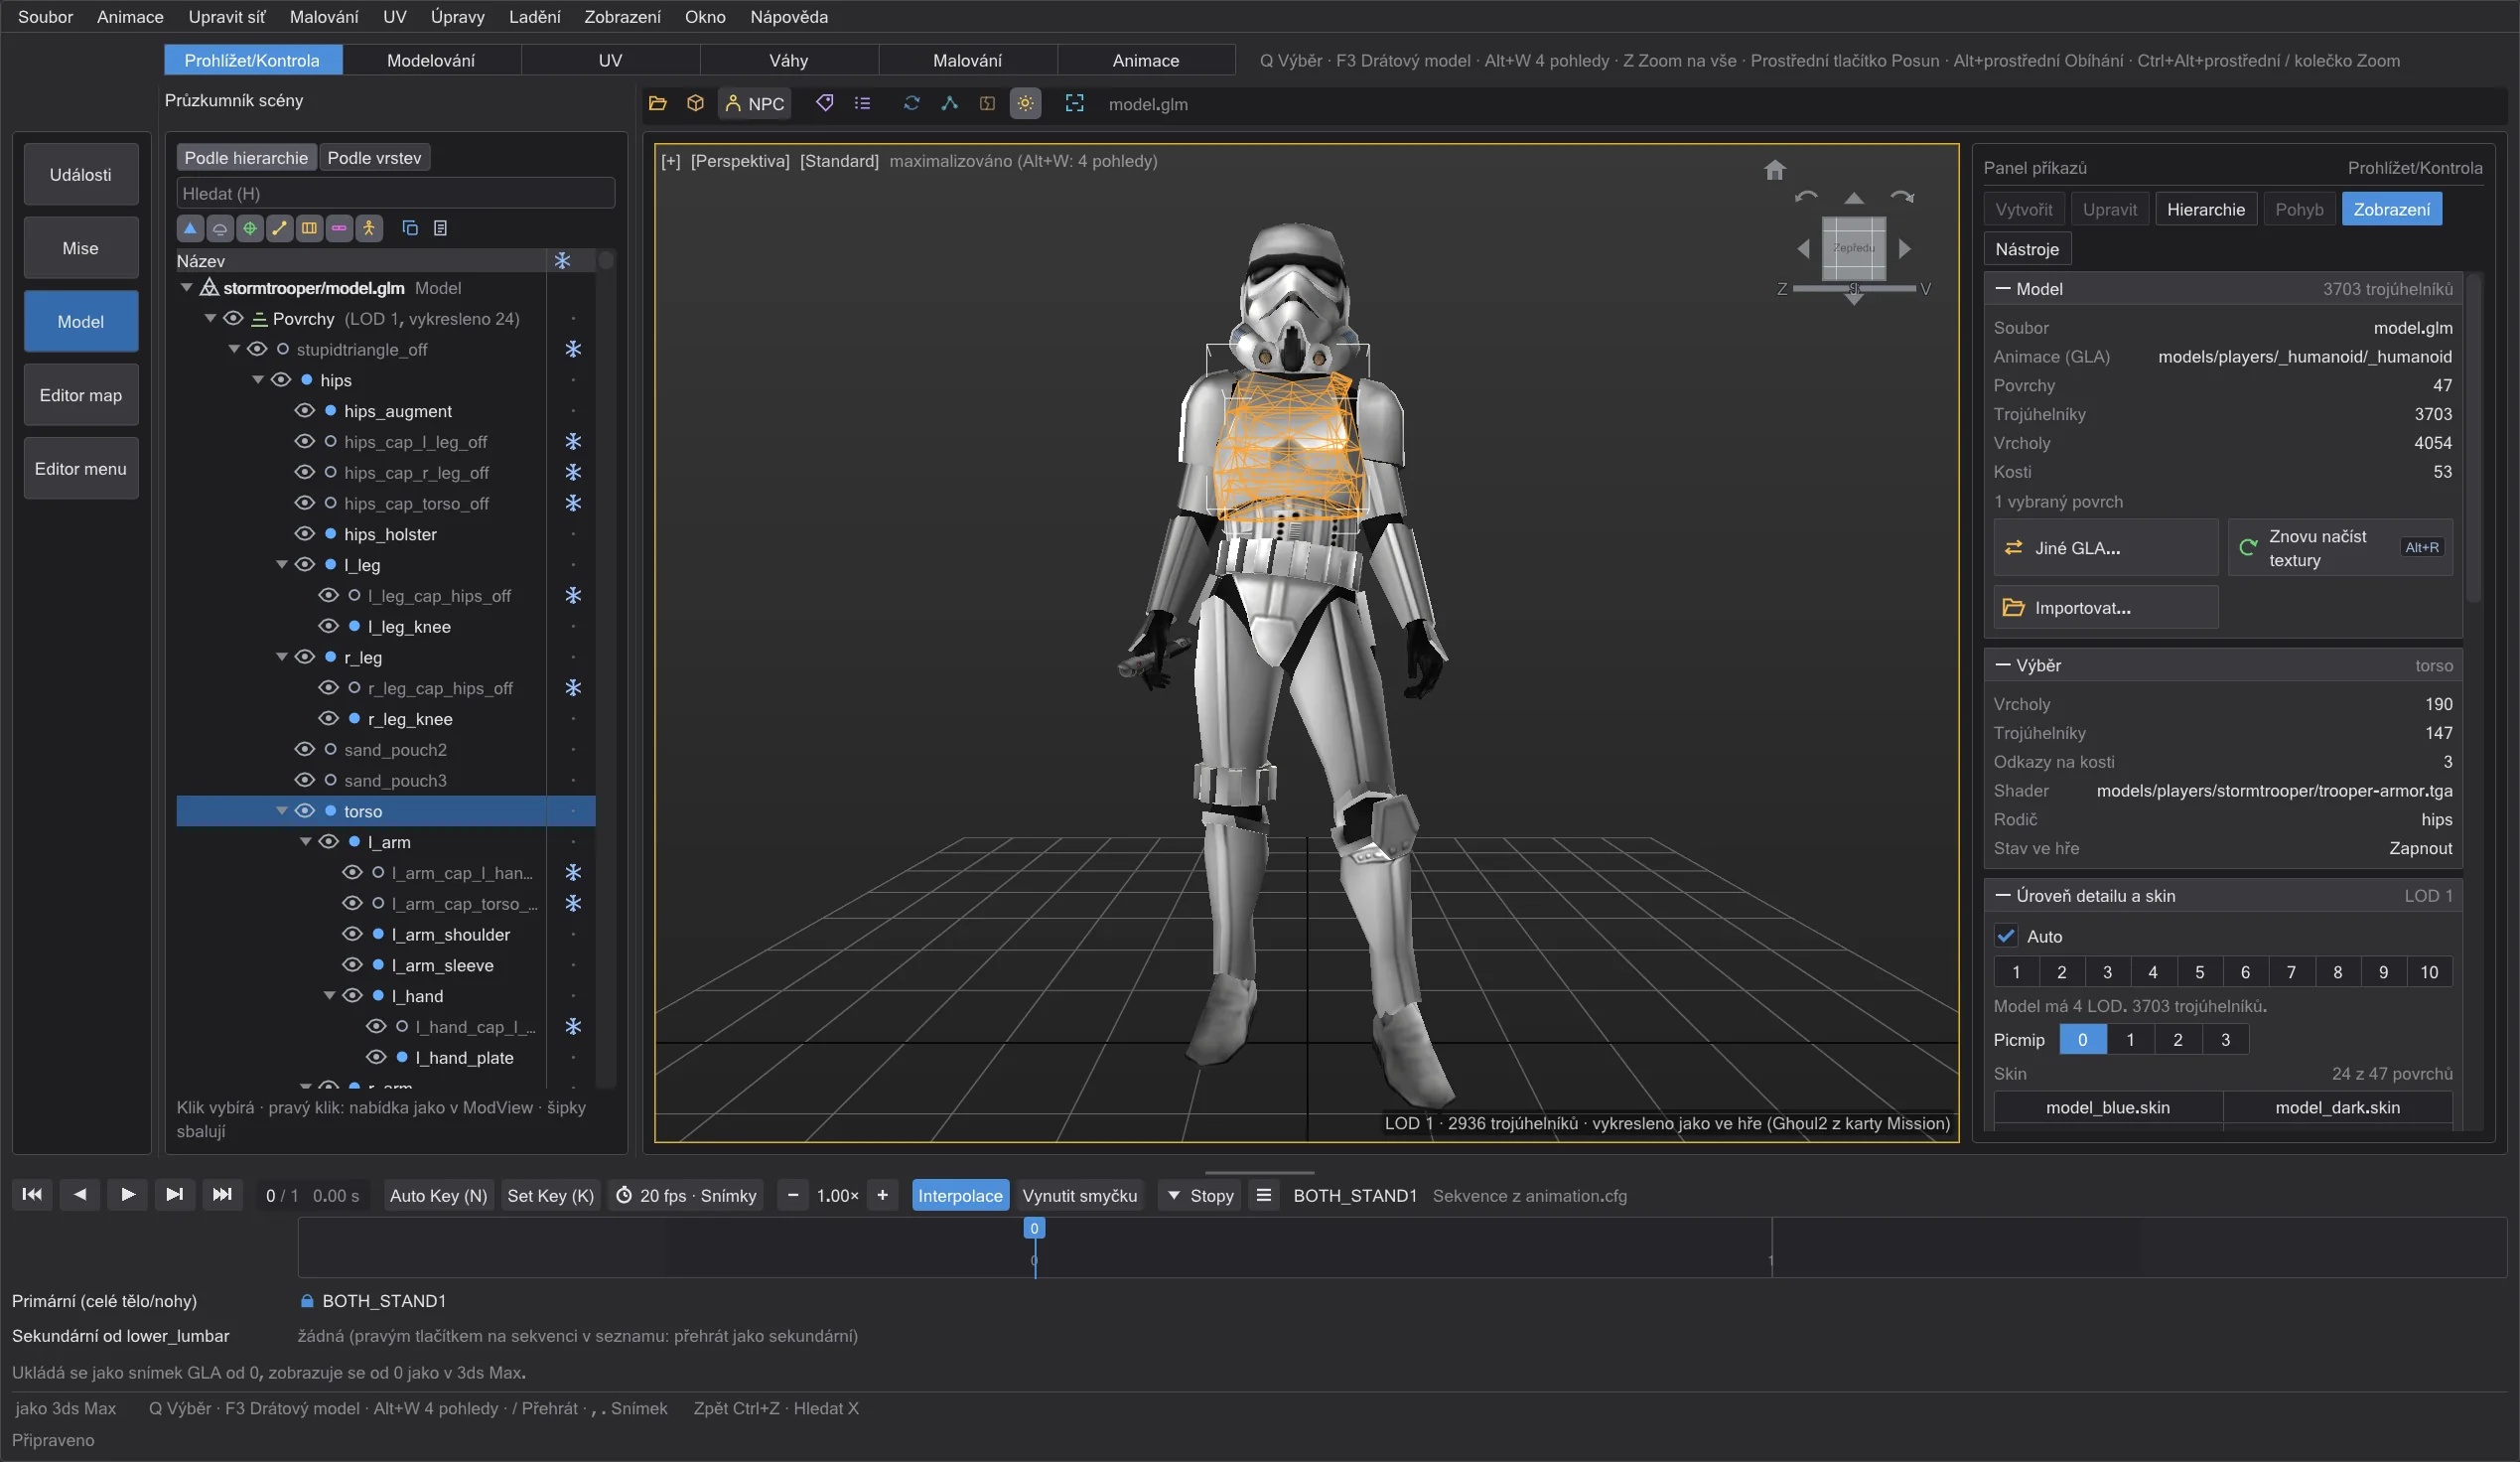 Soubor Animace Upravit síť Malování UV Úpravy Ladění Zobrazení Okno Nápověda
Prohlížet/Kontrola Modelování UV Váhy Malování Animace Q Výběr · F3 Drátový model · Alt+W 4 pohledy · Z Zoom na vše · Prostřední tlačítko Posun · Alt+prostřední Obíhání · Ctrl+Alt+prostřední / kolečko Zoom
Průzkumník scény
NPC model.glm
Události
Mise
Model
Editor map
Editor menu
Podle hierarchie Podle vrstev
Hledat (H)
Název
stormtrooper/model.glm Model
Povrchy (LOD 1, vykresleno 24)
stupidtriangle_off
hips
hips_augment
hips_cap_l_leg_off
hips_cap_r_leg_off
hips_cap_torso_off
hips_holster
l_leg
l_leg_cap_hips_off
l_leg_knee
r_leg
r_leg_cap_hips_off
r_leg_knee
sand_pouch2
sand_pouch3
torso
l_arm
l_arm_cap_l_han...
l_arm_cap_torso_...
l_arm_shoulder
l_arm_sleeve
l_hand
l_hand_cap_l_...
l_hand_plate
r_arm
Klik vybírá · pravý klik: nabídka jako v ModView · šipky
sbalují
[+] [Perspektiva] [Standard] maximalizováno (Alt+W: 4 pohledy)
Zepředu
Z V
LOD 1 · 2936 trojúhelníků · vykresleno jako ve hře (Ghoul2 z karty Mission)
Panel příkazů Prohlížet/Kontrola
Vytvořit Upravit Hierarchie Pohyb Zobrazení
Nástroje
Model 3703 trojúhelníků
Soubor model.glm
Animace (GLA) models/players/_humanoid/_humanoid
Povrchy 47
Trojúhelníky 3703
Vrcholy 4054
Kosti 53
1 vybraný povrch
Jiné GLA...
Znovu načíst
textury
Alt+R
Importovat...
Výběr torso
Vrcholy 190
Trojúhelníky 147
Odkazy na kosti 3
Shader models/players/stormtrooper/trooper-armor.tga
Rodič hips
Stav ve hře Zapnout
Úroveň detailu a skin LOD 1
Auto
1 2 3 4 5 6 7 8 9 10
Model má 4 LOD. 3703 trojúhelníků.
Picmip 0 1 2 3
Skin 24 z 47 povrchů
model_blue.skin model_dark.skin
0 / 1 0.00 s Auto Key (N) Set Key (K) 20 fps · Snímky − 1.00× + Interpolace Vynutit smyčku Stopy BOTH_STAND1 Sekvence z animation.cfg
0
0 1
Primární (celé tělo/nohy) BOTH_STAND1
Sekundární od lower_lumbar žádná (pravým tlačítkem na sekvenci v seznamu: přehrát jako sekundární)
Ukládá se jako snímek GLA od 0, zobrazuje se od 0 jako v 3ds Max.
jako 3ds Max Q Výběr · F3 Drátový model · Alt+W 4 pohledy · / Přehrát · , . Snímek Zpět Ctrl+Z · Hledat X
Připraveno